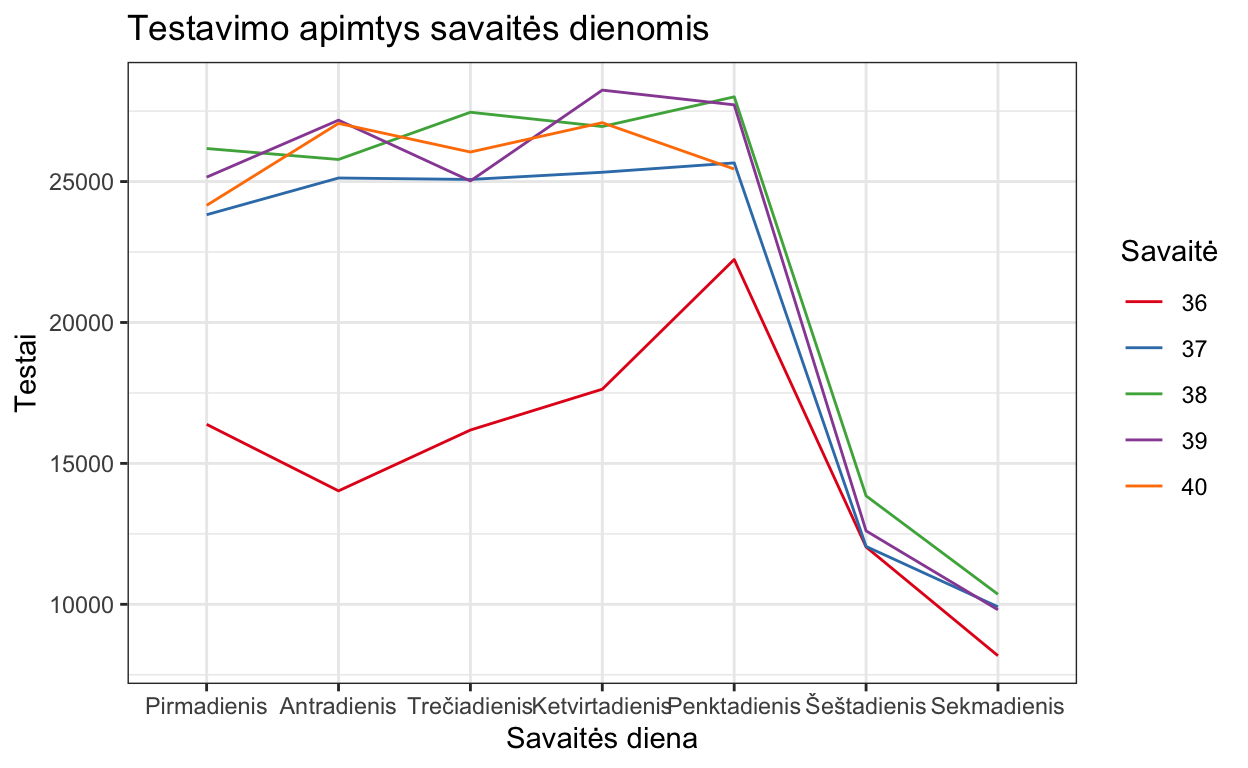 Testavimo apimtys savaitės dienomis
Testai
25000
20000
15000
10000
Pirmadienis Antradienis Trečiadienis Ketvirtadienis Penktadienis Šeštadienis Sekmadienis
Savaitės diena
Savaitė
36
37
38
39
40